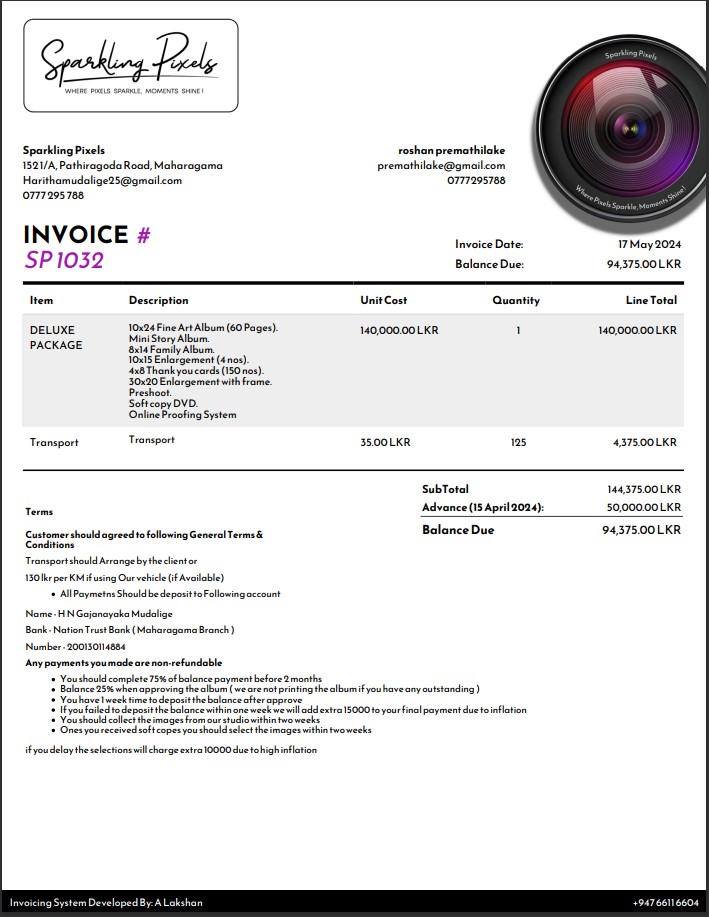 Sparkling Pixels
WHERE PIXELS SPARKLE, MOMENTS SHINE!
Sparkling Pixels
Where Pixels Sparkle, Moments Shine!
Sparkling Pixels
1521/A, Pathiragoda Road, Maharagama
Harithamudalige25@gmail.com
0777 295 788
roshan premathilake
premathilake@gmail.com
0777295788
INVOICE #
SP 1032
Invoice Date: 17 May 2024
Balance Due: 94,375.00 LKR
Item Description Unit Cost Quantity Line Total
DELUXE PACKAGE 140,000.00 LKR 1 140,000.00 LKR
10x24 Fine Art Album (60 Pages).
Mini Story Album.
8x14 Family Album.
10x15 Enlargement (4 nos).
4x8 Thank you cards (150 nos).
30x20 Enlargement with frame.
Preshoot.
Soft copy DVD.
Online Proofing System
Transport Transport 35.00 LKR 125 4,375.00 LKR
SubTotal 144,375.00 LKR
Advance (15 April 2024): 50,000.00 LKR
Balance Due 94,375.00 LKR
Terms
Customer should agreed to following General Terms &
Conditions
Transport should Arrange by the client or
130 lkr per KM if using Our vehicle (if Available)
• All Paymetns Should be deposit to Following account
Name - H N Gajanayaka Mudalige
Bank - Nation Trust Bank ( Maharagama Branch )
Number - 200130114884
Any payments you made are non-refundable
• You should complete 75% of balance payment before 2 months
• Balance 25% when approving the album ( we are not printing the album if you have any outstanding )
• You have 1 week time to deposit the balance after approve
• If you failed to deposit the balance within one week we will add extra 15000 to your final payment due to inflation
• You should collect the images from our studio within two weeks
• Ones you received soft copes you should select the images within two weeks
if you delay the selections will charge extra 10000 due to high inflation
Invoicing System Developed By: A Lakshan
+94766116604